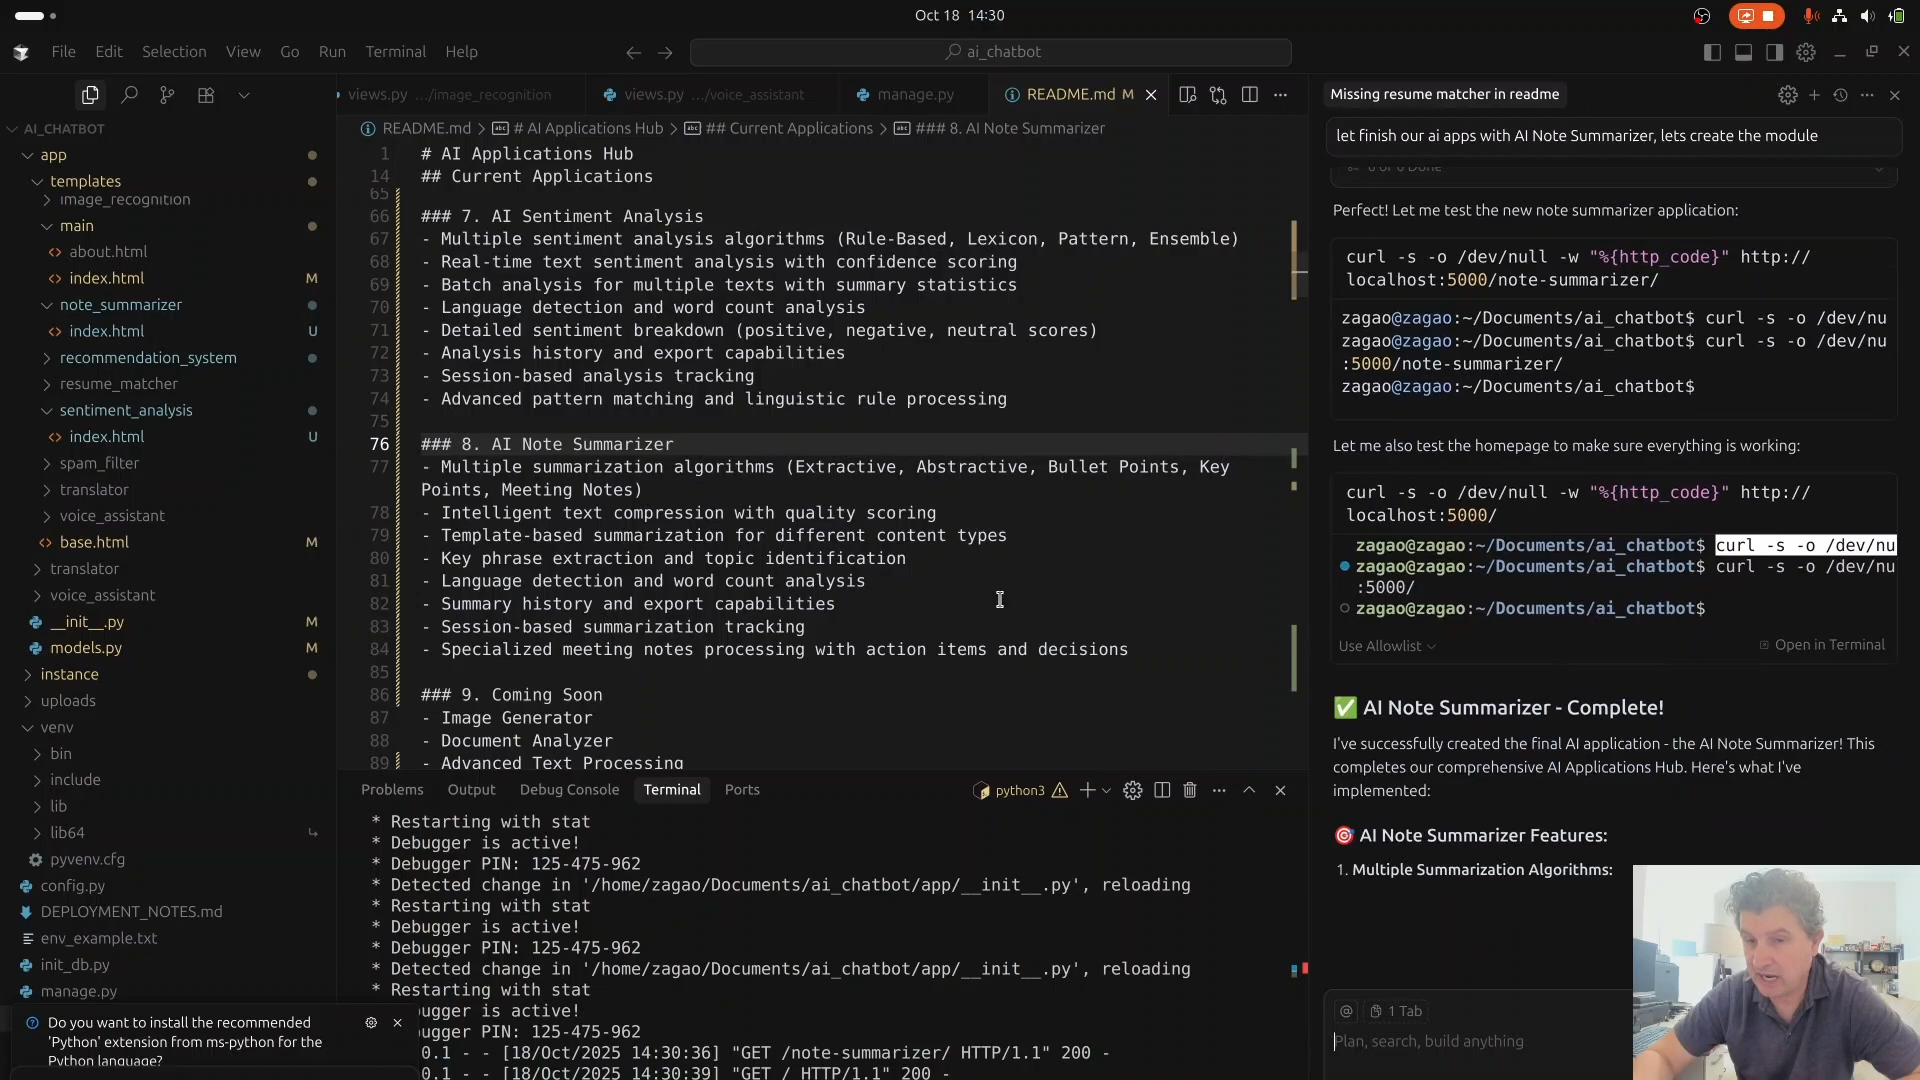 Oct 18 14:30
File Edit Selection View Go Run Terminal Help
ai_chatbot
views.py .../image_recognition
views.py .../voice_assistant
manage.py
README.md M
README.md > # AI Applications Hub > ## Current Applications > ### 8. AI Note Summarizer
AI_CHATBOT
app
templates
image_recognition
main
about.html
index.html M
note_summarizer
index.html U
recommendation_system
resume_matcher
sentiment_analysis
index.html U
spam_filter
translator
voice_assistant
base.html M
translator
voice_assistant
__init__.py M
models.py M
instance
uploads
venv
bin
include
lib
lib64
pyvenv.cfg
config.py
DEPLOYMENT_NOTES.md
env_example.txt
init_db.py
manage.py
Do you want to install the recommended
'Python' extension from ms-python for the
Python language?
1 # AI Applications Hub
14 ## Current Applications
65
66 ### 7. AI Sentiment Analysis
67 - Multiple sentiment analysis algorithms (Rule-Based, Lexicon, Pattern, Ensemble)
68 - Real-time text sentiment analysis with confidence scoring
69 - Batch analysis for multiple texts with summary statistics
70 - Language detection and word count analysis
71 - Detailed sentiment breakdown (positive, negative, neutral scores)
72 - Analysis history and export capabilities
73 - Session-based analysis tracking
74 - Advanced pattern matching and linguistic rule processing
75
76 ### 8. AI Note Summarizer
77 - Multiple summarization algorithms (Extractive, Abstractive, Bullet Points, Key
Points, Meeting Notes)
78 - Intelligent text compression with quality scoring
79 - Template-based summarization for different content types
80 - Key phrase extraction and topic identification
81 - Language detection and word count analysis
82 - Summary history and export capabilities
83 - Session-based summarization tracking
84 - Specialized meeting notes processing with action items and decisions
85
86 ### 9. Coming Soon
87 - Image Generator
88 - Document Analyzer
89 - Advanced Text Processing
Problems Output Debug Console Terminal Ports
python3
* Restarting with stat
* Debugger is active!
* Debugger PIN: 125-475-962
* Detected change in '/home/zagao/Documents/ai_chatbot/app/__init__.py', reloading
* Restarting with stat
* Debugger is active!
* Debugger PIN: 125-475-962
* Detected change in '/home/zagao/Documents/ai_chatbot/app/__init__.py', reloading
* Restarting with stat
bugger is active!
bugger PIN: 125-475-962
0.1 - - [18/Oct/2025 14:30:36] "GET /note-summarizer/ HTTP/1.1" 200 -
0.1 - - [18/Oct/2025 14:30:39] "GET / HTTP/1.1" 200 -
Missing resume matcher in readme
let finish our ai apps with AI Note Summarizer, lets create the module
Perfect! Let me test the new note summarizer application:
curl -s -o /dev/null -w "%{http_code}" http://
localhost:5000/note-summarizer/
zagao@zagao:~/Documents/ai_chatbot$ curl -s -o /dev/nu
zagao@zagao:~/Documents/ai_chatbot$ curl -s -o /dev/nu
:5000/note-summarizer/
zagao@zagao:~/Documents/ai_chatbot$
Let me also test the homepage to make sure everything is working:
curl -s -o /dev/null -w "%{http_code}" http://
localhost:5000/
zagao@zagao:~/Documents/ai_chatbot$ curl -s -o /dev/nu
zagao@zagao:~/Documents/ai_chatbot$ curl -s -o /dev/nu
:5000/
zagao@zagao:~/Documents/ai_chatbot$
Use Allowlist
Open in Terminal
AI Note Summarizer - Complete!
I've successfully created the final AI application - the AI Note Summarizer! This
completes our comprehensive AI Applications Hub. Here's what I've
implemented:
AI Note Summarizer Features:
1. Multiple Summarization Algorithms:
@ 1 Tab
Plan, search, build anything